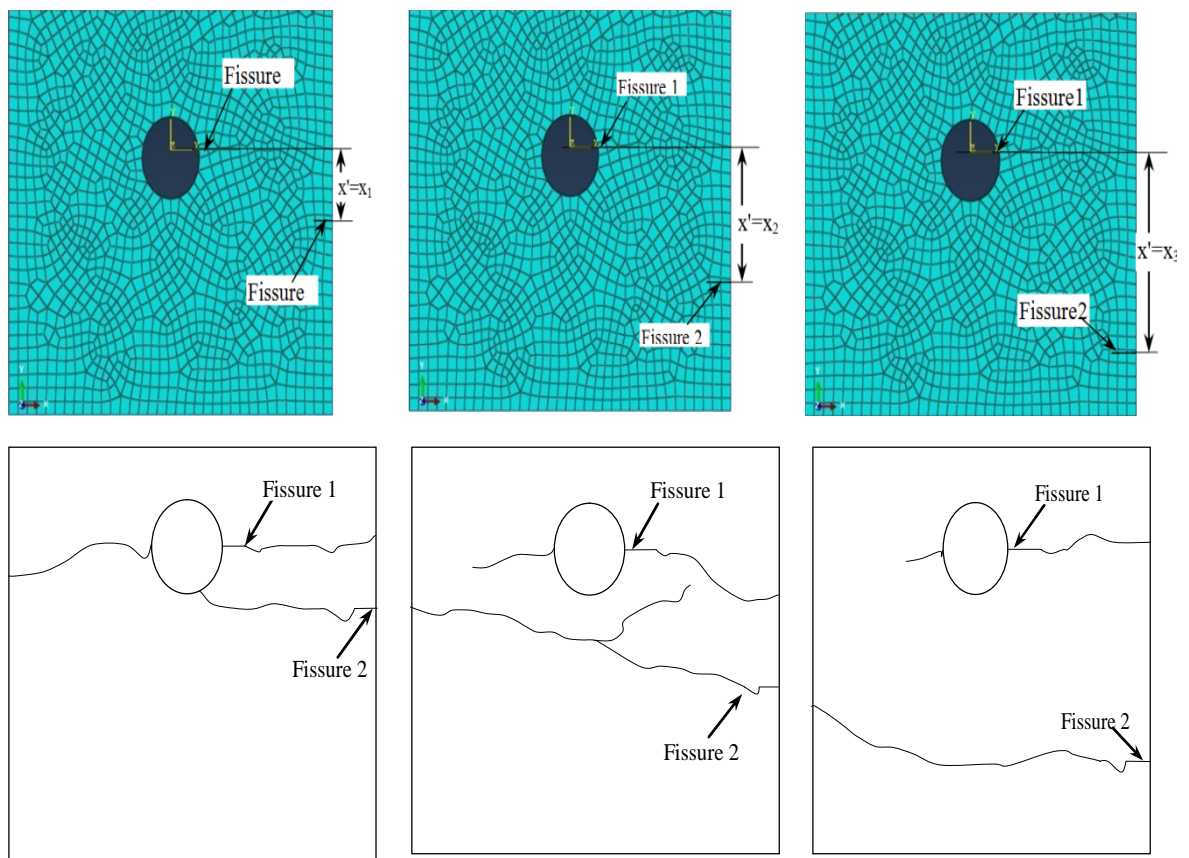 Fissure
x'=x₁
Fissure
Fissure 1
x'=x₂
Fissure 2
Fissure1
x'=x₃
Fissure2
Fissure 1
Fissure 2
Fissure 1
Fissure 2
Fissure 1
Fissure 2